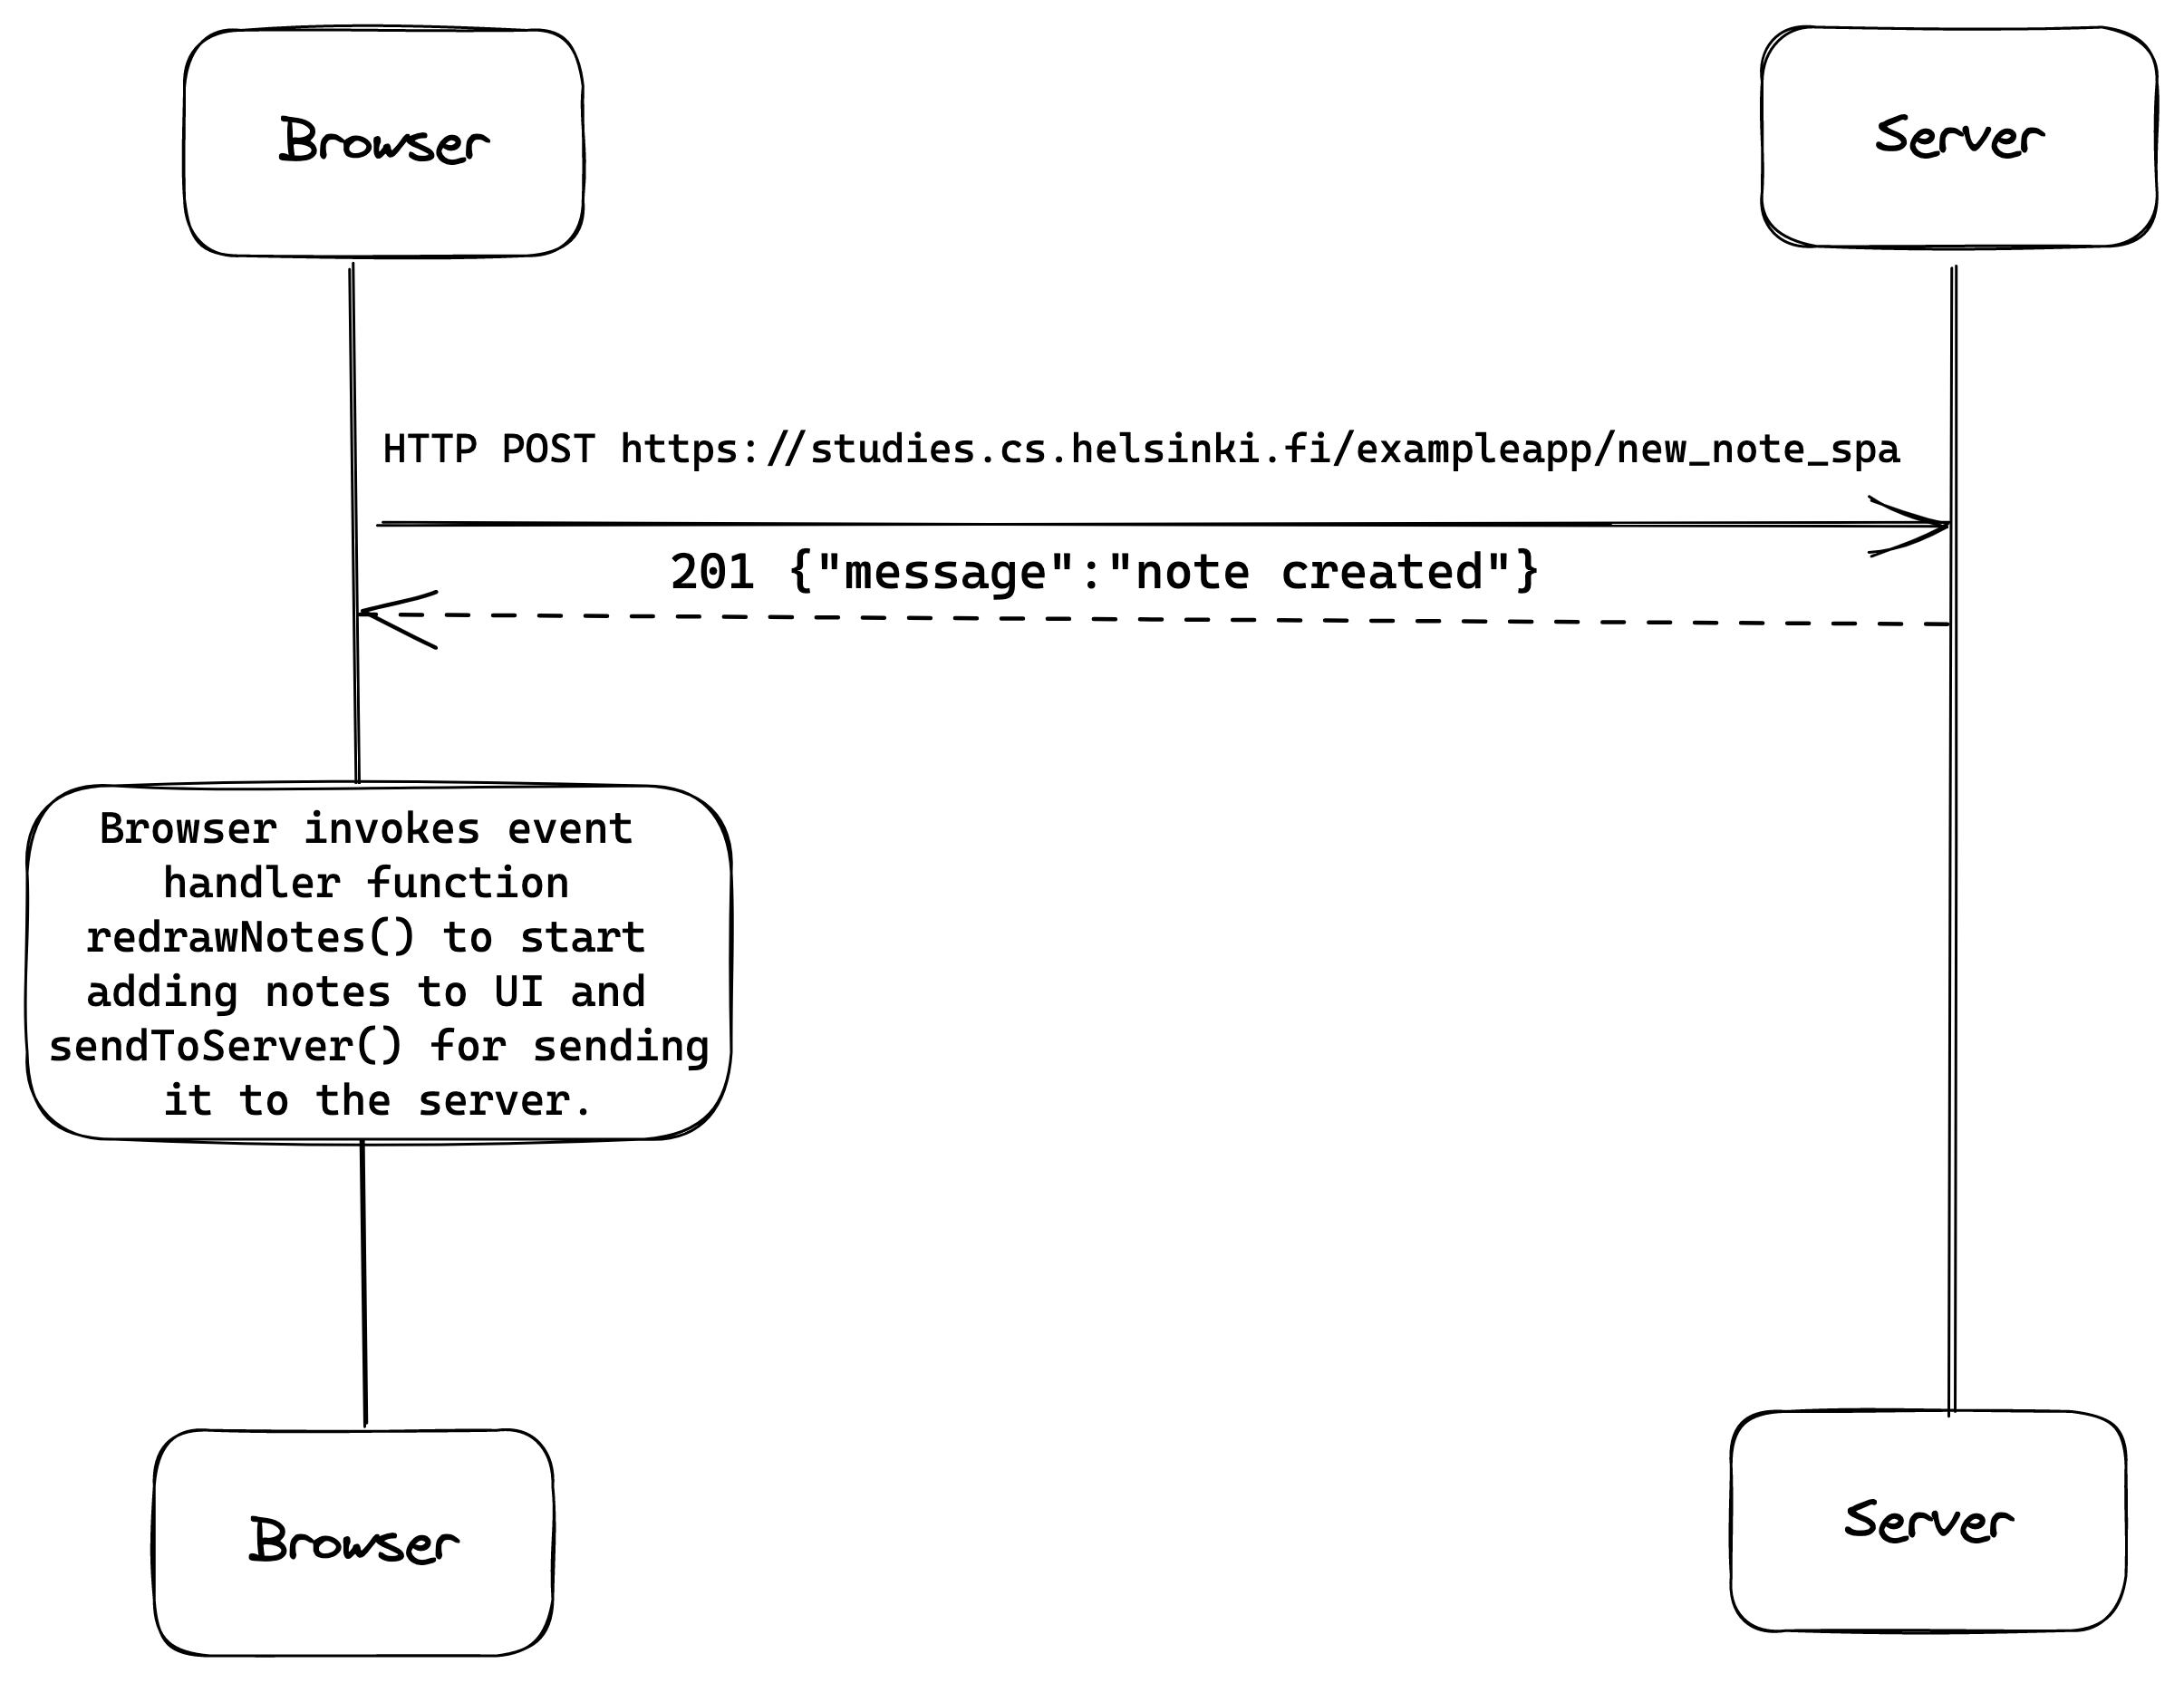 Browser
Server
HTTP POST https://studies.cs.helsinki.fi/exampleapp/new_note_spa
201 {"message":"note created"}
Browser invokes event
handler function
redrawNotes() to start
adding notes to UI and
sendToServer() for sending
it to the server.
Browser
Server